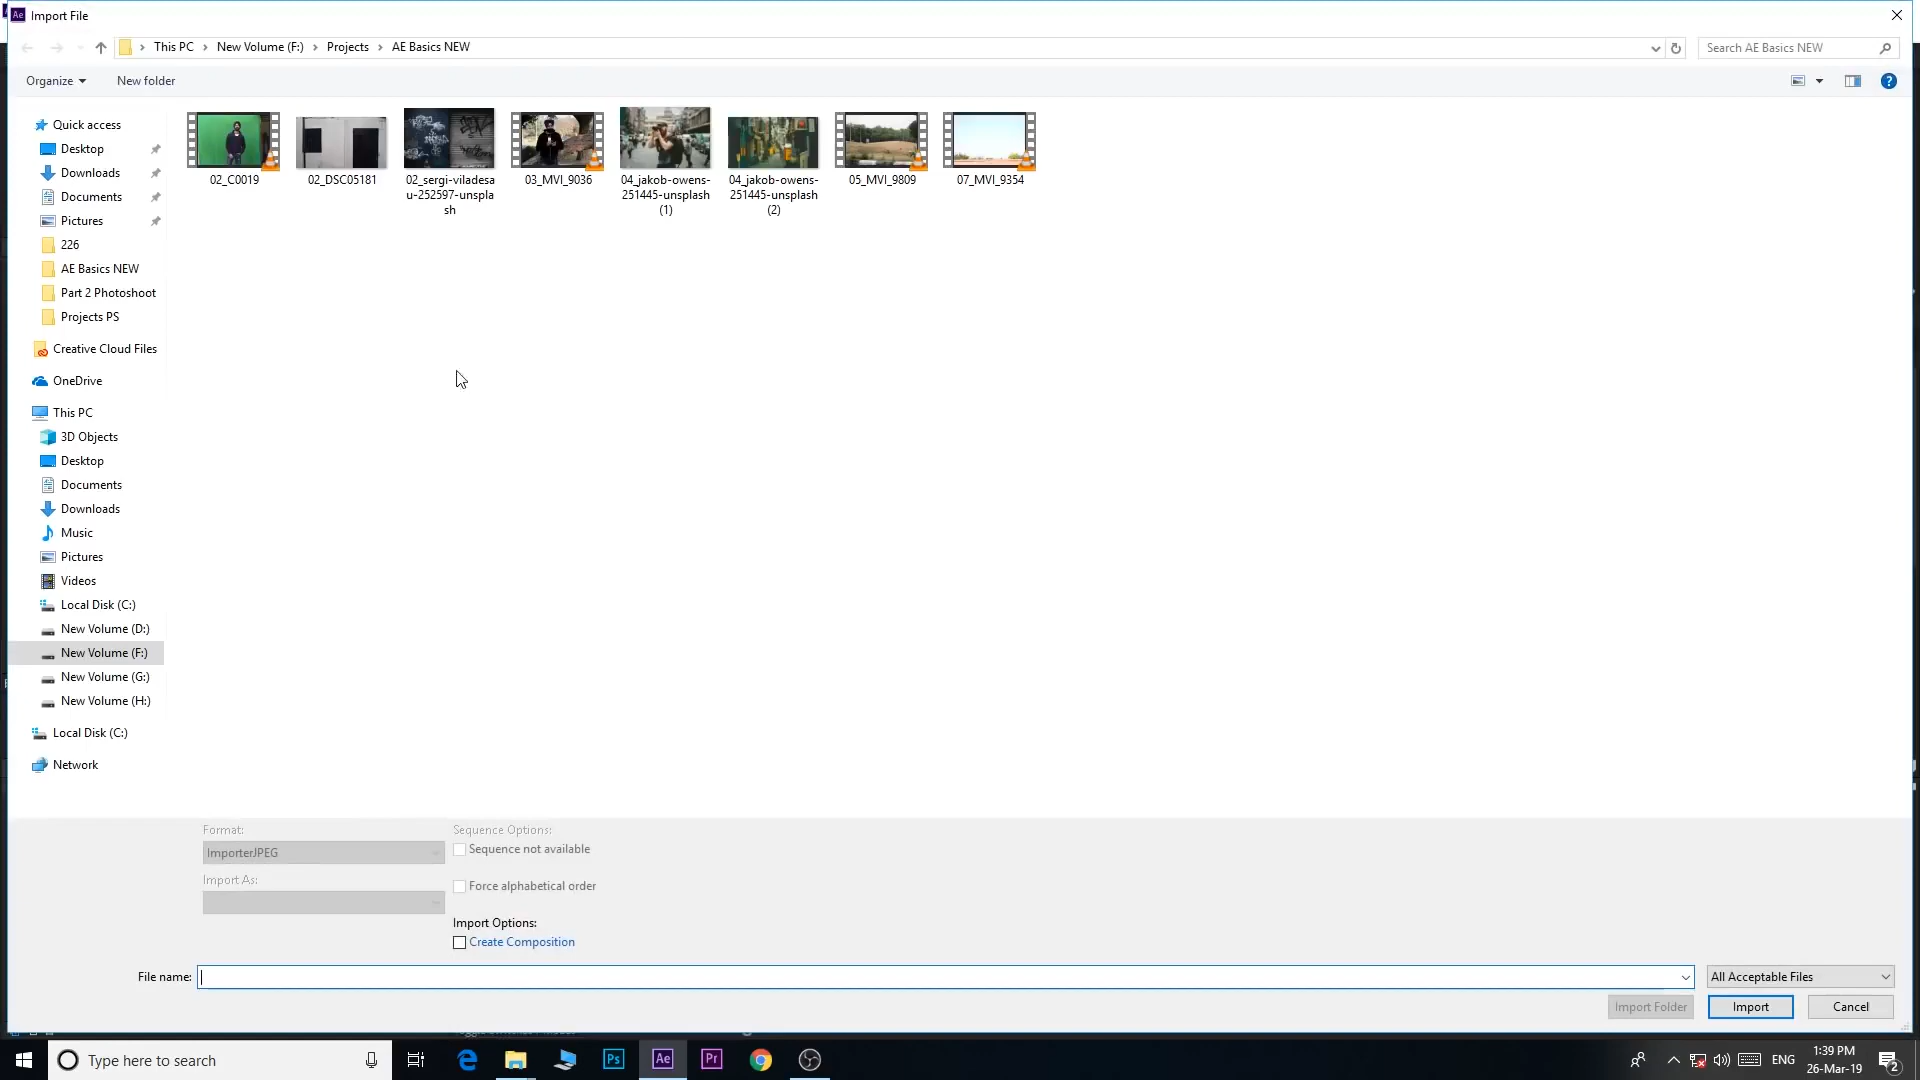 Ae Import File
This PC > New Volume (F:) > Projects > AE Basics NEW
Search AE Basics NEW
Organize
New folder
Quick access
Desktop
Downloads
Documents
Pictures
226
AE Basics NEW
Part 2 Photoshoot
Projects PS
Creative Cloud Files
OneDrive
This PC
3D Objects
Desktop
Documents
Downloads
Music
Pictures
Videos
Local Disk (C:)
New Volume (D:)
New Volume (F:)
New Volume (G:)
New Volume (H:)
Local Disk (C:)
Network
02_C0019
02_DSC05181
02_sergi-viladesa
u-252597-unspla
sh
03_MVI_9036
04_jakob-owens-
251445-unsplash
(1)
04_jakob-owens-
251445-unsplash
(2)
05_MVI_9809
07_MVI_9354
Format:
ImporterJPEG
Import As:
Sequence Options:
Sequence not available
Force alphabetical order
Import Options:
Create Composition
File name:
All Acceptable Files
Import Folder
Import
Cancel
Type here to search
Ps
Ae
Pr
ENG
1:39 PM
26-Mar-19
2